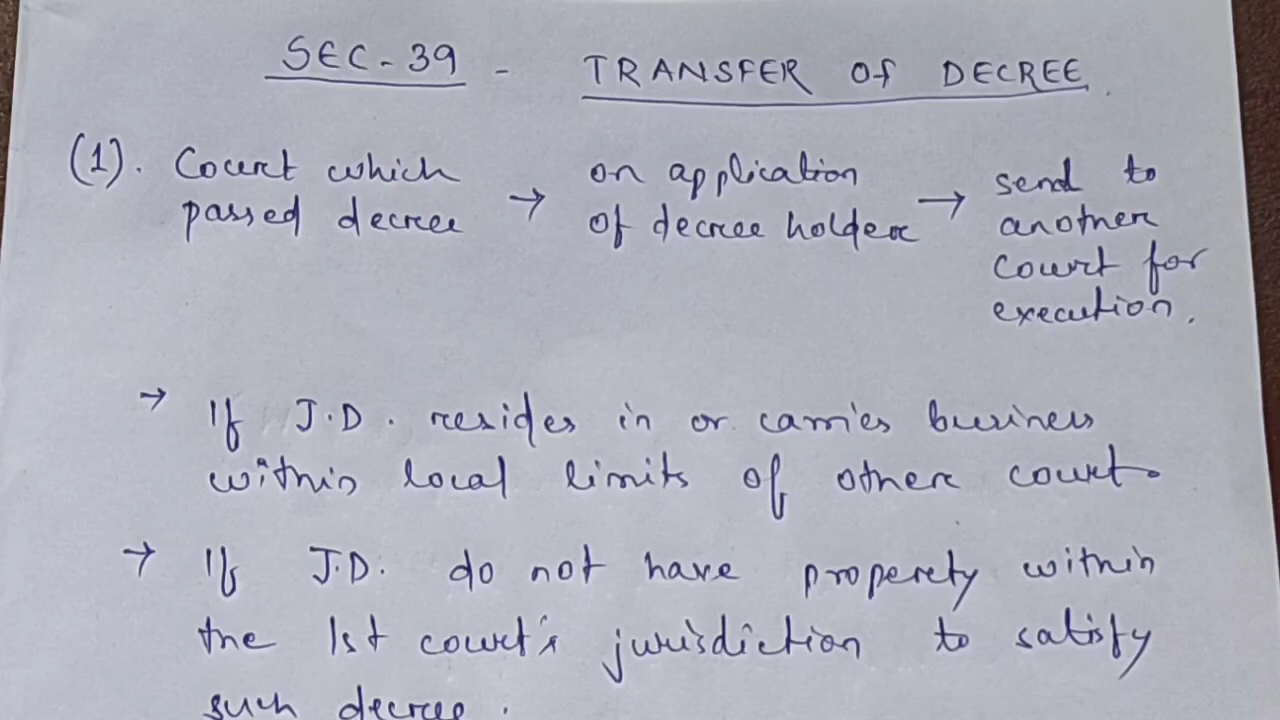 SEC-39 - TRANSFER Of DECREE
(1). Court which passed decree → on application of decree holder → send to another court for execution.
→ If J.D. resides in or carries business
within local limits of other court.
→ If J.D. do not have property within
the 1st court's jurisdiction to satisfy
such decree.